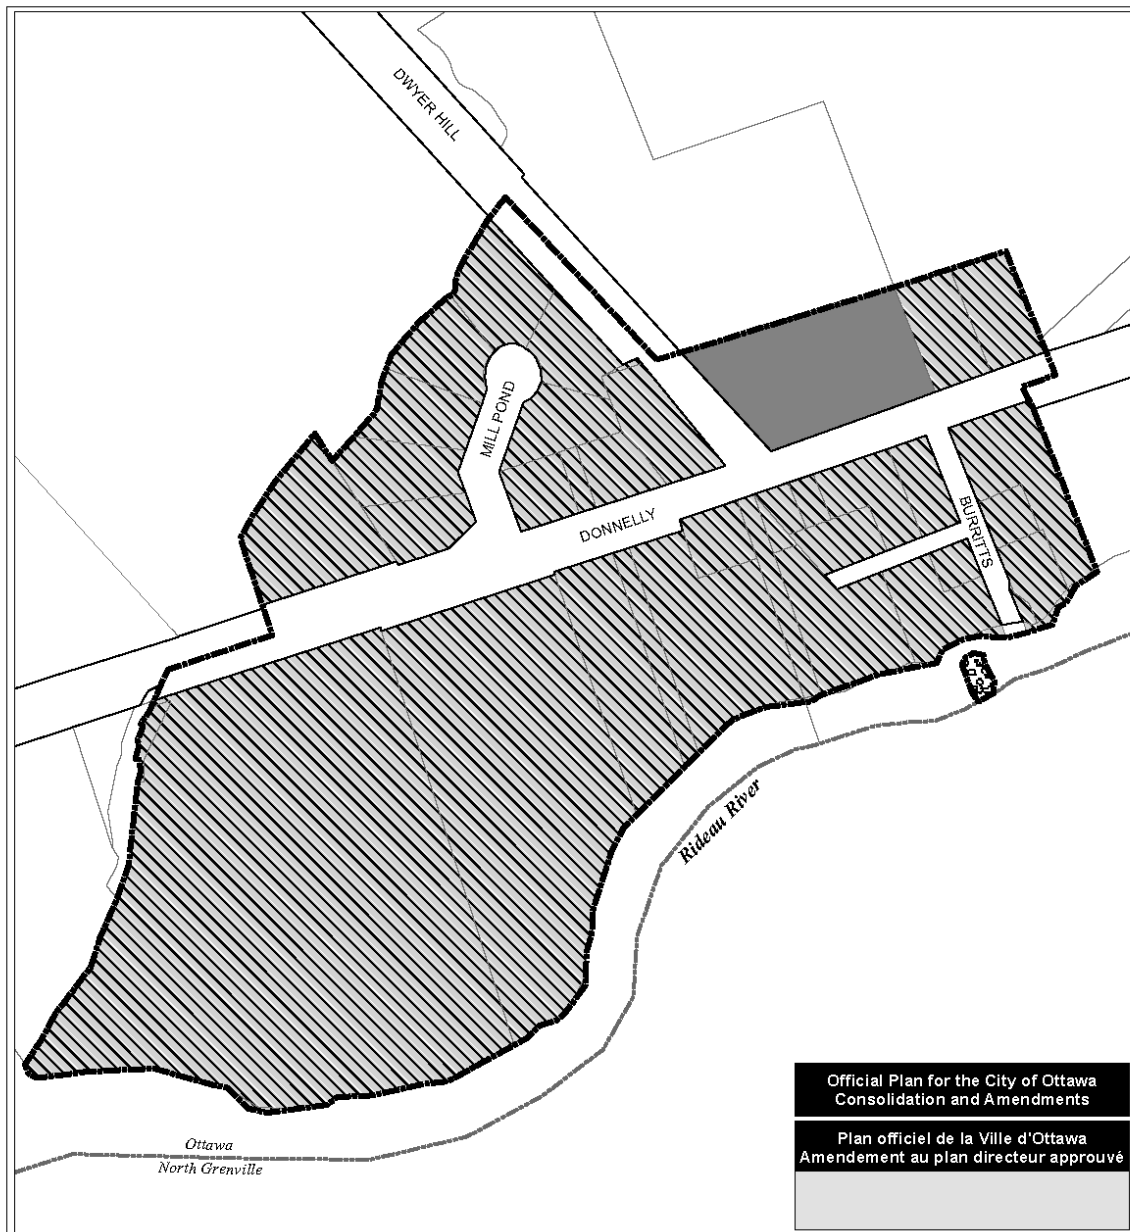 DWYER HILL
MILL POND
DONNELLY
BURRITTS
Rideau River
Ottawa
North Grenville
Official Plan for the City of Ottawa
Consolidation and Amendments
Plan officiel de la Ville d'Ottawa
Amendement au plan directeur approuvé